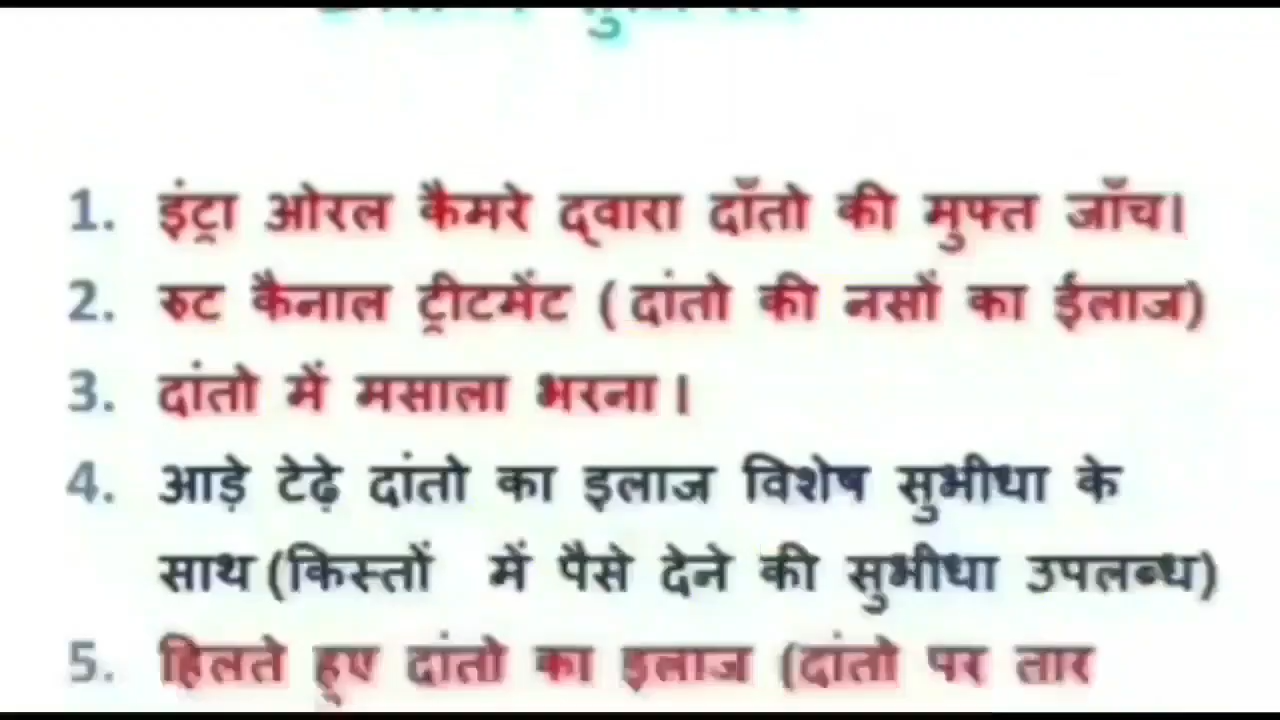 1. इंट्रा ओरल कैमरे द्वारा दाँतो की मुफ्त जाँच।
2. रुट कैनाल ट्रीटमेंट ( दांतो की नसों का ईलाज)
3. दांतो में मसाला भरना ।
4. आड़े टेढ़े दांतो का इलाज विशेष सुभीधा के
साथ (किस्तों में पैसे देने की सुभीधा उपलब्ध)
5. हिलते हुए दांतो का इलाज (दांतो पर तार